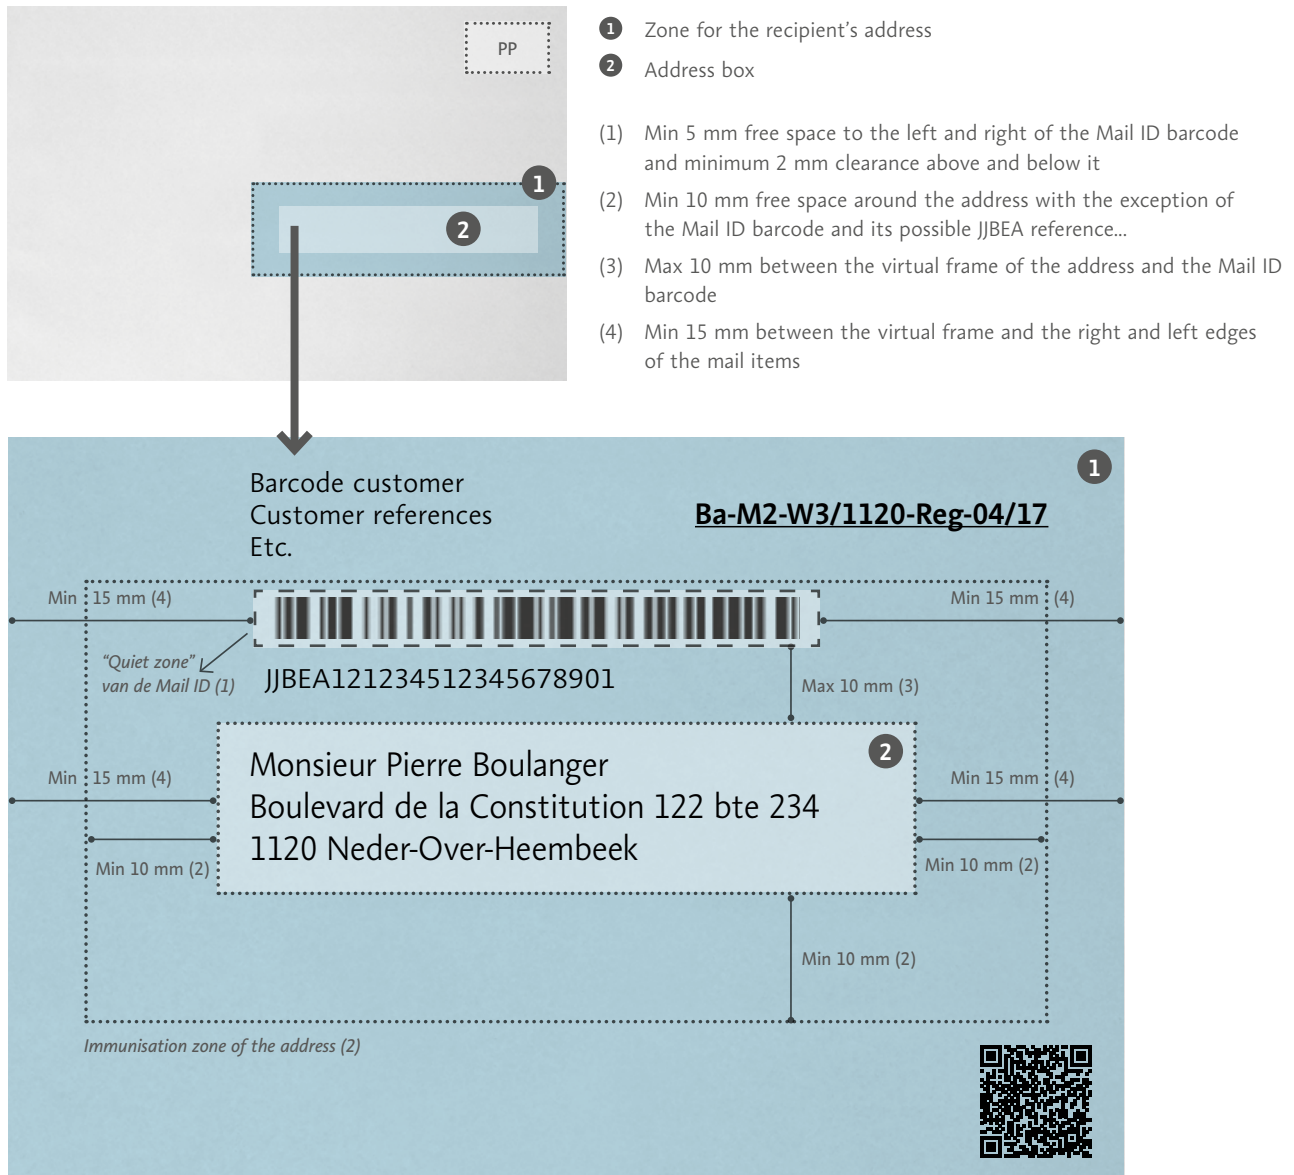 PP
1
2
1 Zone for the recipient's address
2 Address box
(1) Min 5 mm free space to the left and right of the Mail ID barcode
and minimum 2 mm clearance above and below it
(2) Min 10 mm free space around the address with the exception of
the Mail ID barcode and its possible JJBEA reference...
(3) Max 10 mm between the virtual frame of the address and the Mail ID
barcode
(4) Min 15 mm between the virtual frame and the right and left edges
of the mail items
1
Barcode customer
Customer references
Etc.
Ba-M2-W3/1120-Reg-04/17
Min 15 mm (4)
Min 15 mm (4)
"Quiet zone"
van de Mail ID (1)
JJBEA121234512345678901
Max 10 mm (3)
2
Monsieur Pierre Boulanger
Boulevard de la Constitution 122 bte 234
1120 Neder-Over-Heembeek
Min 15 mm (4)
Min 15 mm (4)
Min 10 mm (2)
Min 10 mm (2)
Min 10 mm (2)
Immunisation zone of the address (2)